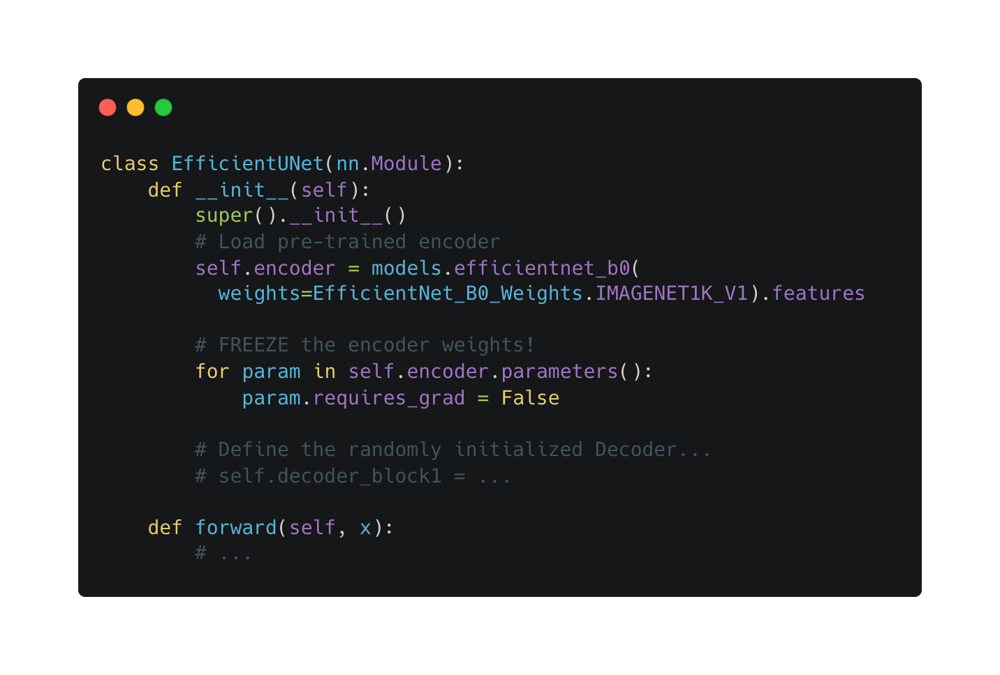 class EfficientUNet(nn.Module):
    def __init__(self):
        super().__init__()
        # Load pre-trained encoder
        self.encoder = models.efficientnet_b0(
          weights=EfficientNet_B0_Weights.IMAGENET1K_V1).features
        # FREEZE the encoder weights!
        for param in self.encoder.parameters():
            param.requires_grad = False
        # Define the randomly initialized Decoder...
        # self.decoder_block1 = ...
    def forward(self, x):
        # ...